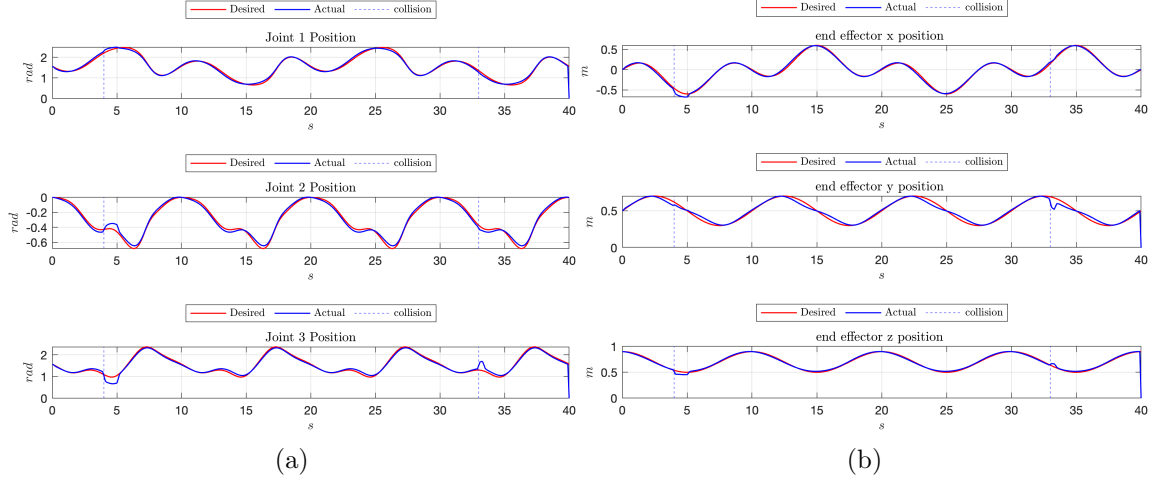 Desired Actual collision
Joint 1 Position
rad
2
1
0
0 5 10 15 20 25 30 35 40
s
Desired Actual collision
Joint 2 Position
rad
0
-0.2
-0.4
-0.6
0 5 10 15 20 25 30 35 40
s
Desired Actual collision
Joint 3 Position
rad
2
1
0
0 5 10 15 20 25 30 35 40
s
(a)
Desired Actual collision
end effector x position
m
0.5
0
-0.5
0 5 10 15 20 25 30 35 40
s
Desired Actual collision
end effector y position
m
0.5
0
0 5 10 15 20 25 30 35 40
s
Desired Actual collision
end effector z position
m
1
0.5
0
0 5 10 15 20 25 30 35 40
s
(b)